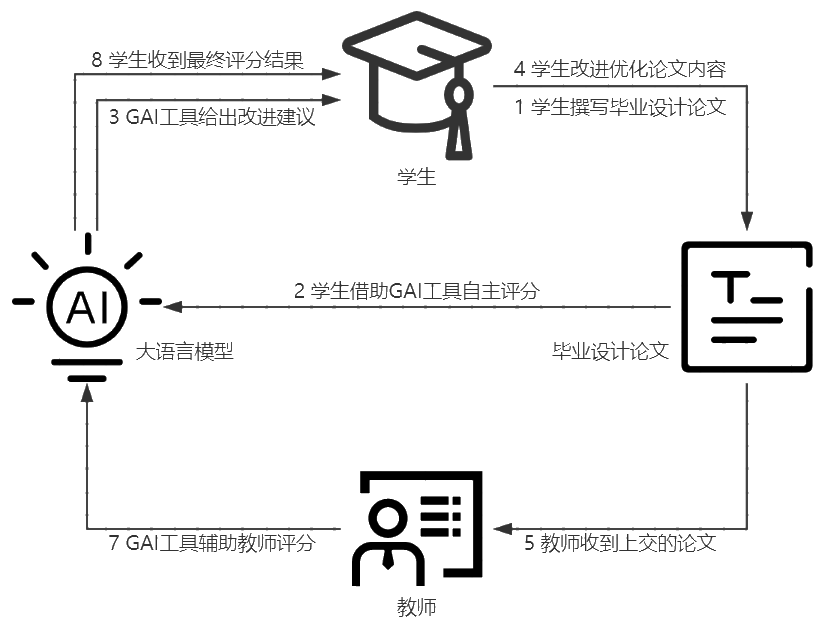 8 学生收到最终评分结果
4 学生改进优化论文内容
3 GAI工具给出改进建议
1 学生撰写毕业设计论文
学生
AI
T
2 学生借助GAI工具自主评分
大语言模型
毕业设计论文
7 GAI工具辅助教师评分
5 教师收到上交的论文
教师